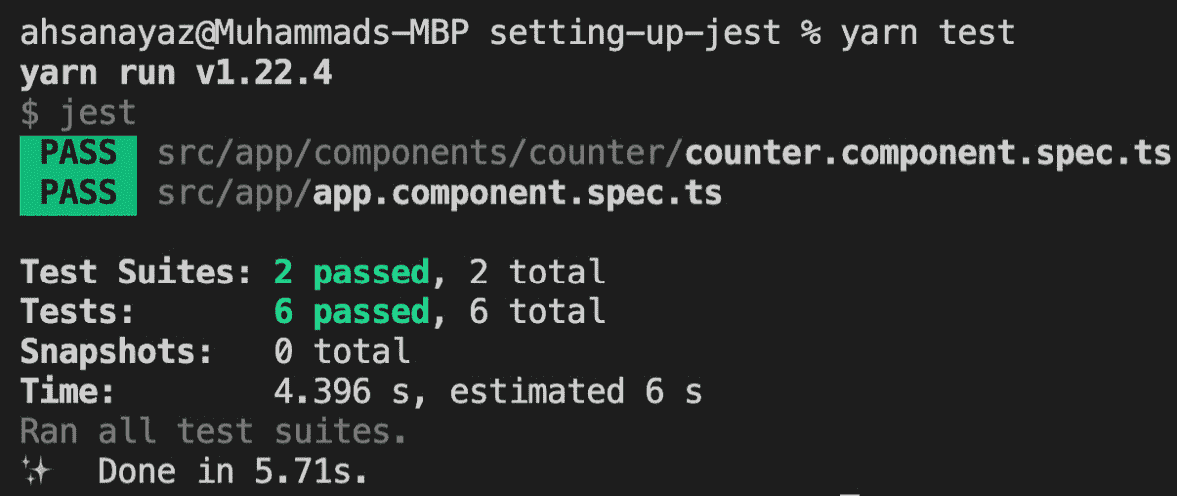 ahsanayaz@Muhammads-MBP setting-up-jest % yarn test
yarn run v1.22.4
$ jest
PASS src/app/components/counter/counter.component.spec.ts
PASS src/app/app.component.spec.ts
Test Suites: 2 passed, 2 total
Tests: 6 passed, 6 total
Snapshots: 0 total
Time: 4.396 s, estimated 6 s
Ran all test suites.
✨ Done in 5.71s.